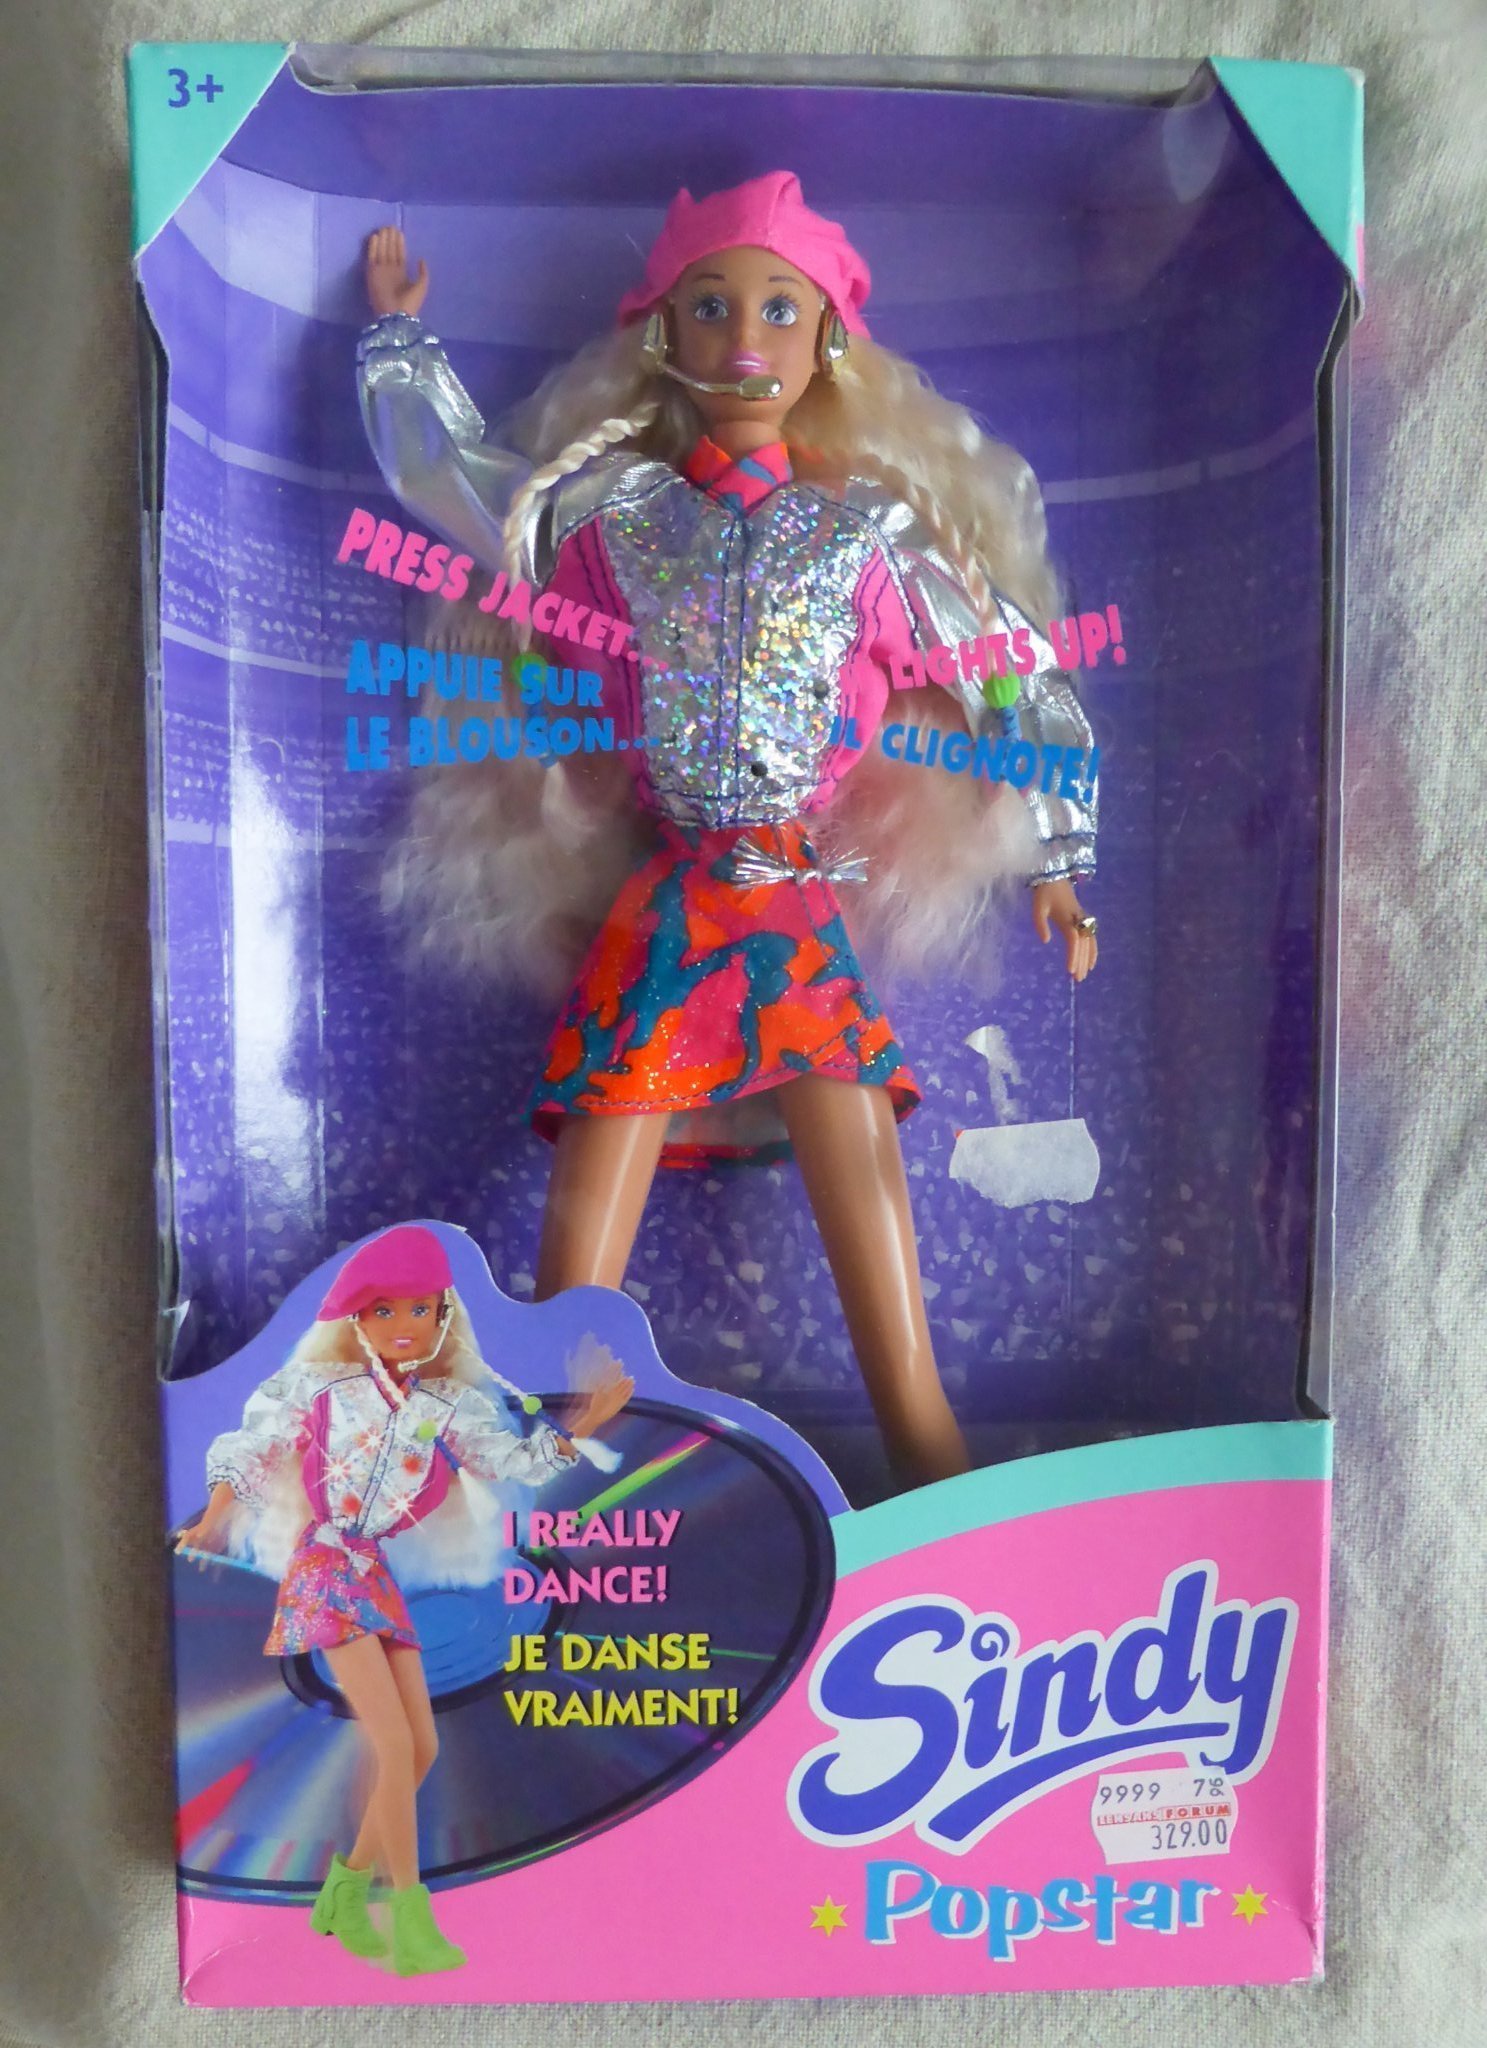 3+
PRESS JACKET...
LIGHTS UP!
APPUIE SUR
LE BLOUSON...
IL CLIGNOTE!
I REALLY
DANCE!
JE DANSE
VRAIMENT!
Sindy
9999
FORUM
329.00
Popstar